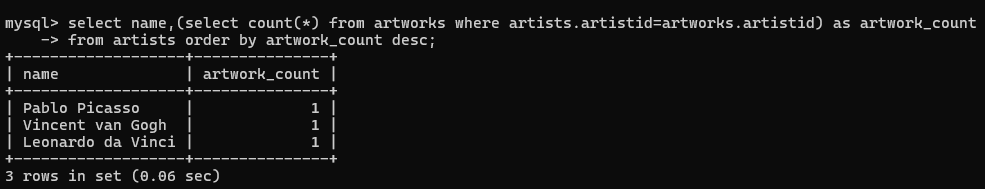 mysql> select name,(select count(*) from artworks where artists.artistid=artworks.artistid) as artwork_count
    -> from artists order by artwork_count desc;
+-------------------+---------------+
| name              | artwork_count |
+-------------------+---------------+
| Pablo Picasso     |             1 |
| Vincent van Gogh  |             1 |
| Leonardo da Vinci |             1 |
+-------------------+---------------+
3 rows in set (0.06 sec)